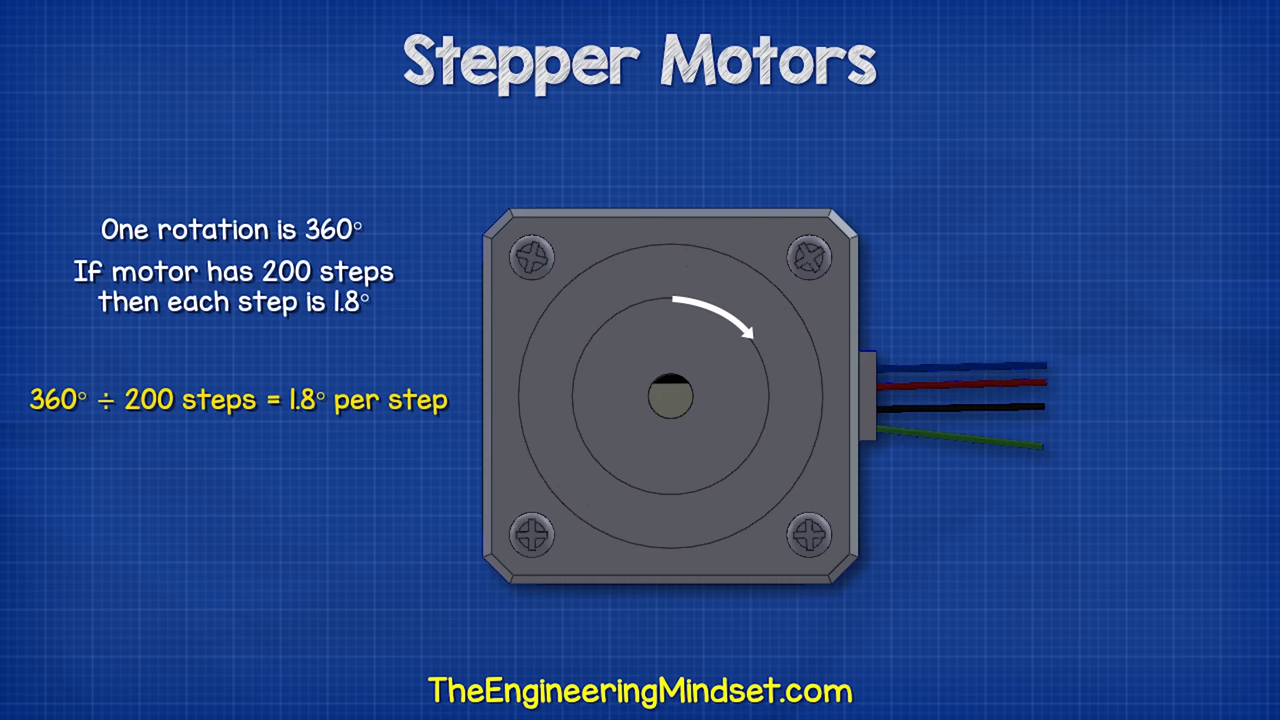 Stepper Motors
One rotation is 360°
If motor has 200 steps
then each step is 1.8°
360° ÷ 200 steps = 1.8° per step
TheEngineeringMindset.com